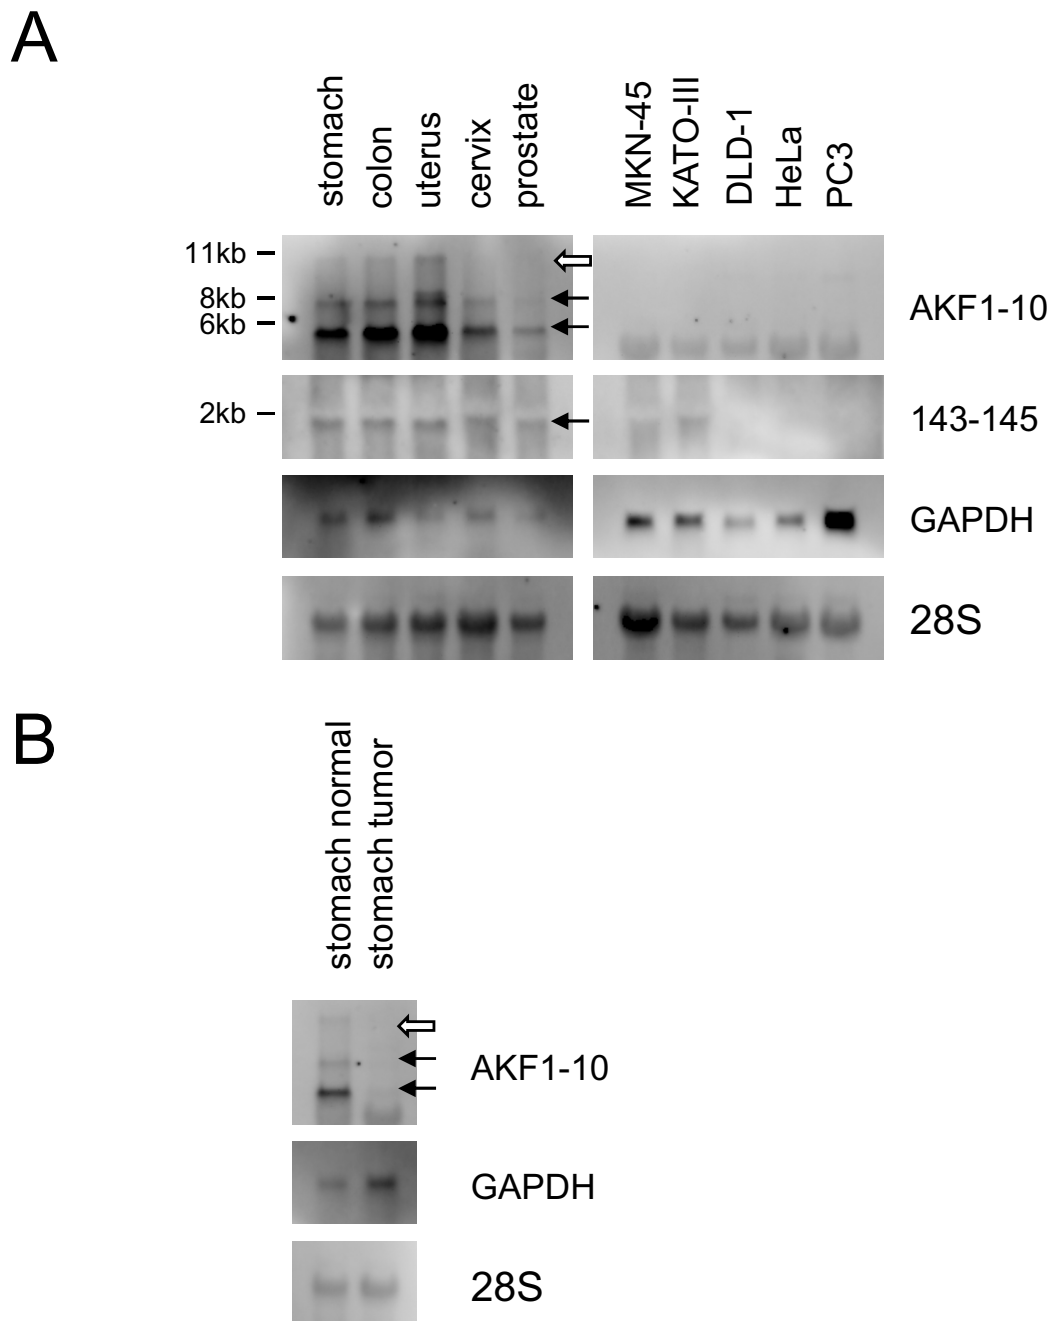 A
stomach
colon
uterus
cervix
prostate
MKN-45
KATO-III
DLD-1
HeLa
PC3
11kb
8kb
6kb
AKF1-10
2kb
143-145
GAPDH
28S
B
stomach normal
stomach tumor
AKF1-10
GAPDH
28S